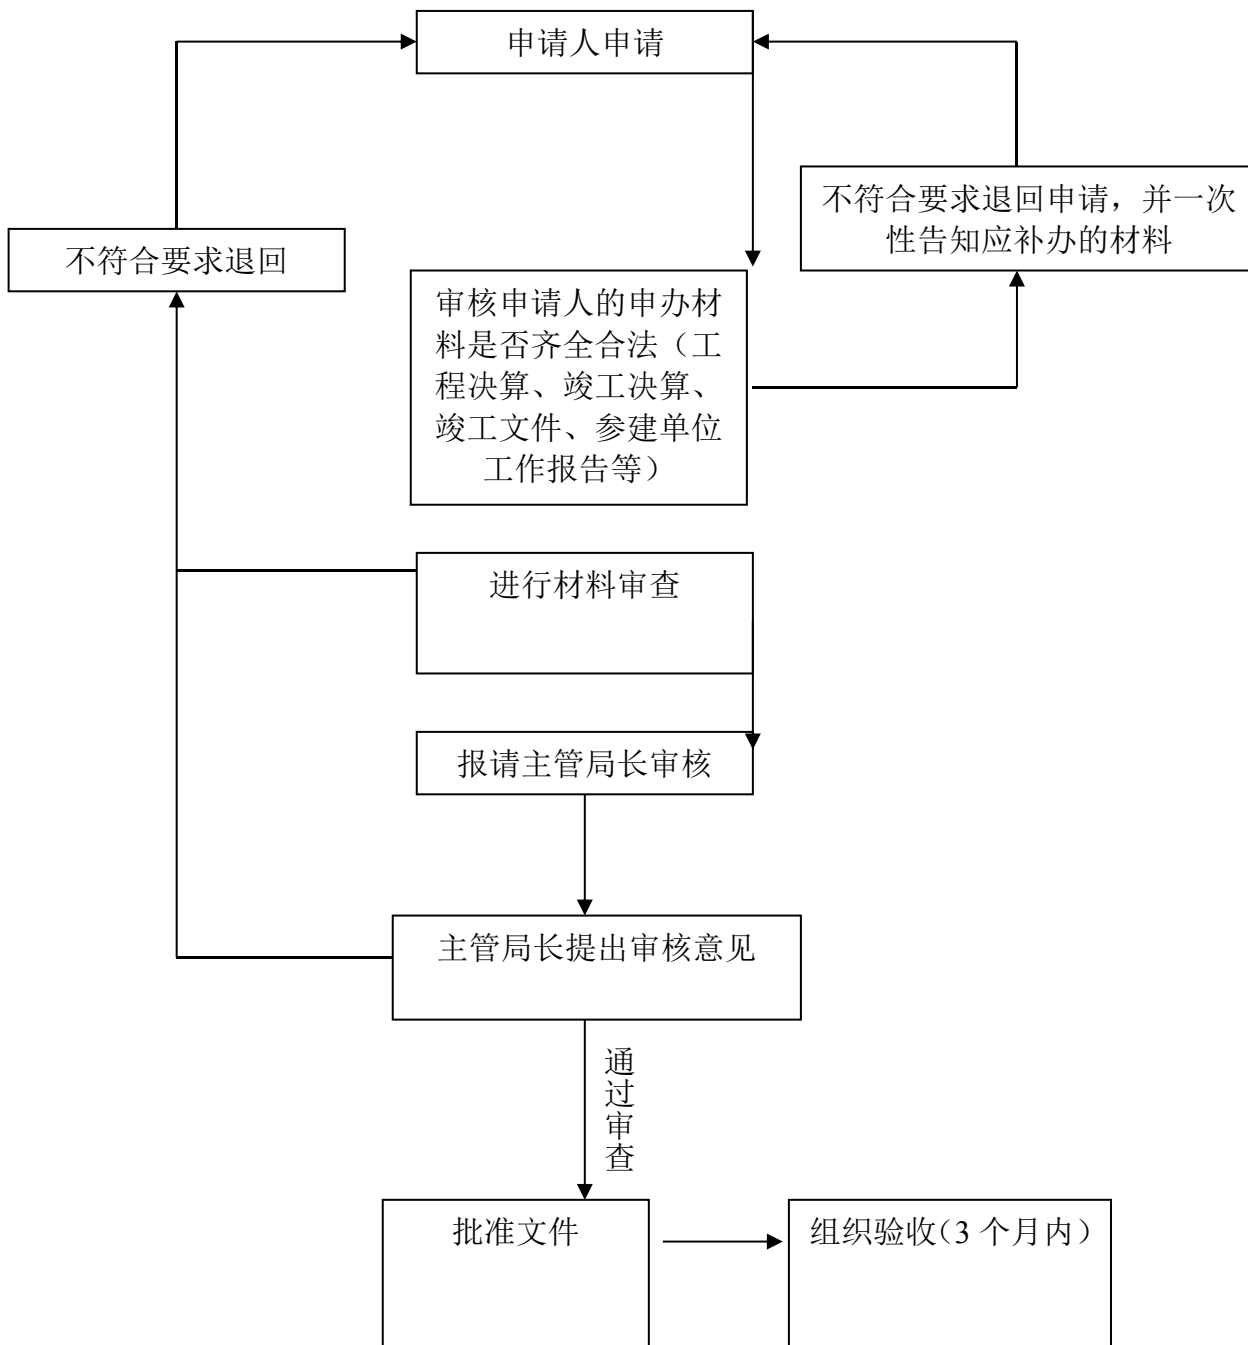 申请人申请
不符合要求退回申请，并一次
性告知应补办的材料
不符合要求退回
审核申请人的申办材
料是否齐全合法（工
程决算、竣工决算、
竣工文件、参建单位
工作报告等）
进行材料审查
报请主管局长审核
主管局长提出审核意见
通过审查
批准文件
组织验收（3 个月内）